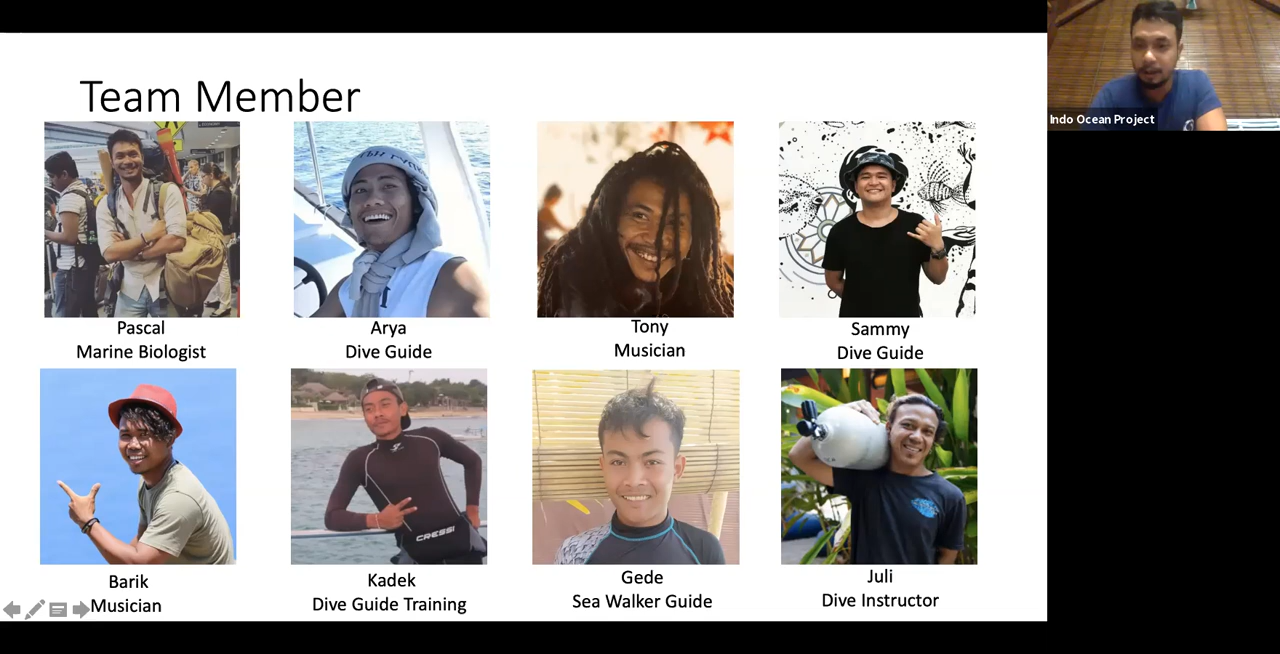 Team Member
Indo Ocean Project
Pascal
Marine Biologist
Arya
Dive Guide
Tony
Musician
Sammy
Dive Guide
CRESSI
Barik
Musician
Kadek
Dive Guide Training
Gede
Sea Walker Guide
Juli
Dive Instructor